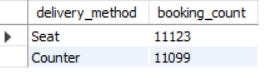 delivery_method booking_count
Seat 11123
Counter 11099